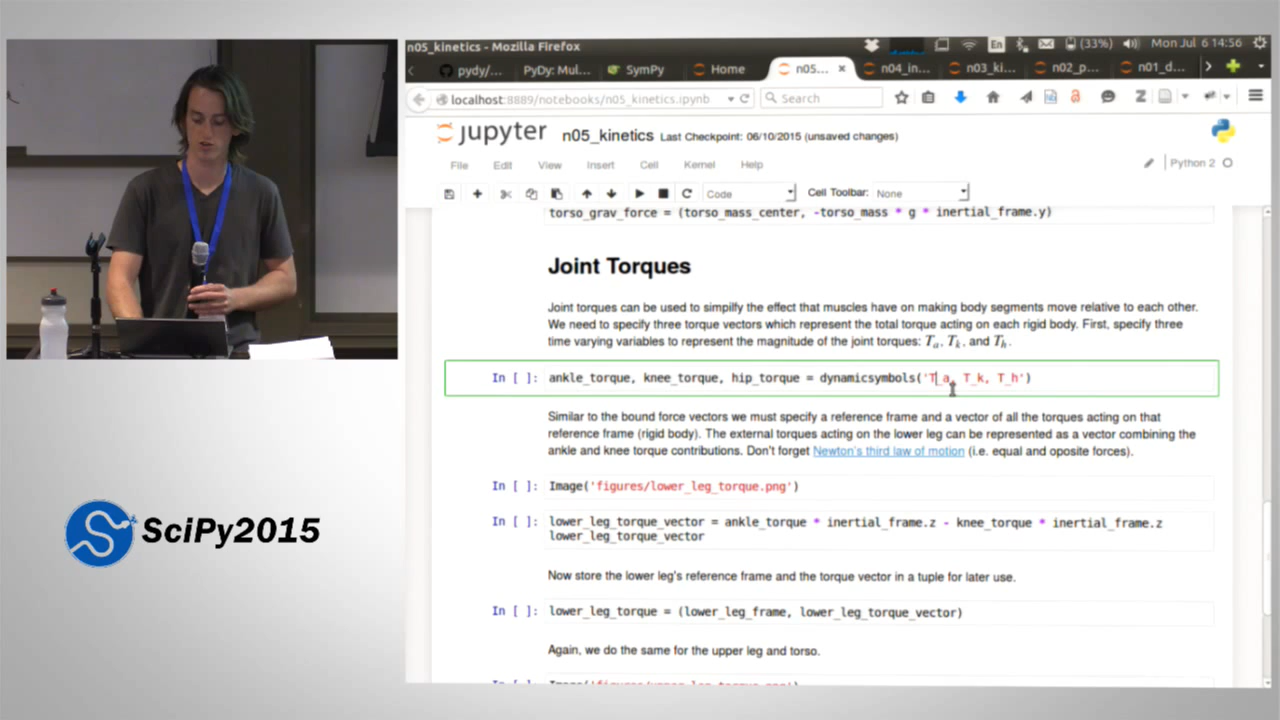 n05_kinetics - Mozilla Firefox
En
(33%)
Mon Jul 6 14:56
pydy/...
PyDy: Mul...
SymPy
Home
n05...
n04_in...
n03_ki...
n02_p...
n01_d...
localhost:8889/notebooks/n05_kinetics.ipynb
Search
jupyter n05_kinetics Last Checkpoint: 06/10/2015 (unsaved changes)
File Edit View Insert Cell Kernel Help
Python 2
Code
Cell Toolbar: None
torso_grav_force = (torso_mass_center, -torso_mass * g * inertial_frame.y)
Joint Torques
Joint torques can be used to simpilfy the effect that muscles have on making body segments move relative to each other.
We need to specify three torque vectors which represent the total torque acting on each rigid body. First, specify three
time varying variables to represent the magnitude of the joint torques: Ta, Tk, and Th.
In [ ]: ankle_torque, knee_torque, hip_torque = dynamicsymbols('T_a, T_k, T_h')
Similar to the bound force vectors we must specify a reference frame and a vector of all the torques acting on that
reference frame (rigid body). The external torques acting on the lower leg can be represented as a vector combining the
ankle and knee torque contributions. Don't forget Newton's third law of motion (i.e. equal and opposite forces).
In [ ]: Image('figures/lower_leg_torque.png')
In [ ]: lower_leg_torque_vector = ankle_torque * inertial_frame.z - knee_torque * inertial_frame.z
lower_leg_torque_vector
Now store the lower leg's reference frame and the torque vector in a tuple for later use.
In [ ]: lower_leg_torque = (lower_leg_frame, lower_leg_torque_vector)
Again, we do the same for the upper leg and torso.
SciPy2015